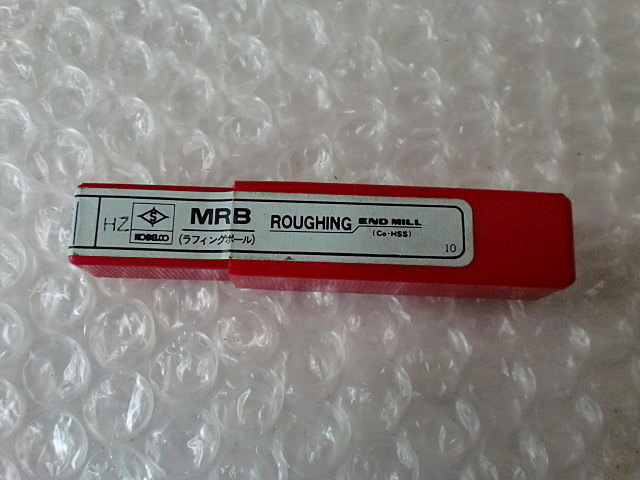 HZ
S
KOBELCO
MRB
(ラフィングボール)
ROUGHING END MILL
(Co-HSS)
10